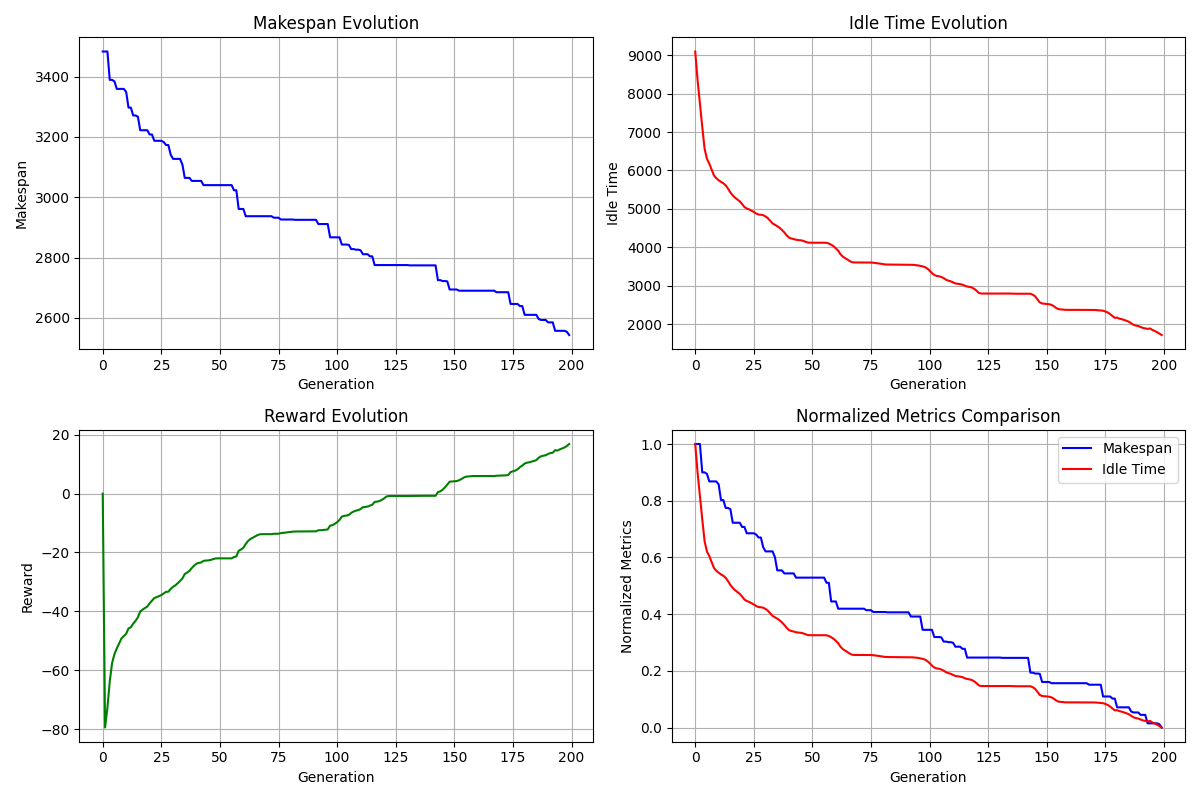 Makespan Evolution
Makespan
3400
3200
3000
2800
2600
0 25 50 75 100 125 150 175 200
Generation
Idle Time Evolution
Idle Time
9000
8000
7000
6000
5000
4000
3000
2000
0 25 50 75 100 125 150 175 200
Generation
Reward Evolution
Reward
20
0
−20
−40
−60
−80
0 25 50 75 100 125 150 175 200
Generation
Normalized Metrics Comparison
Normalized Metrics
1.0
0.8
0.6
0.4
0.2
0.0
Makespan
Idle Time
0 25 50 75 100 125 150 175 200
Generation